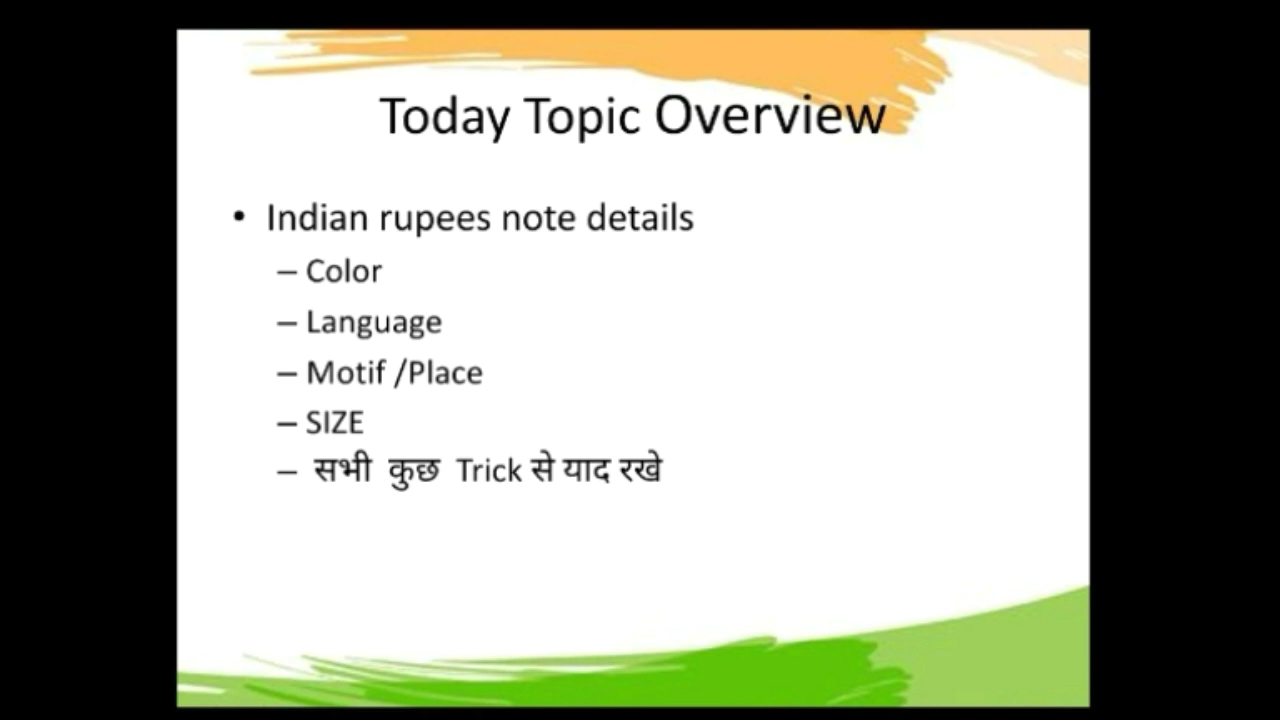 Today Topic Overview
• Indian rupees note details
– Color
– Language
– Motif /Place
– SIZE
– सभी कुछ Trick से याद रखे